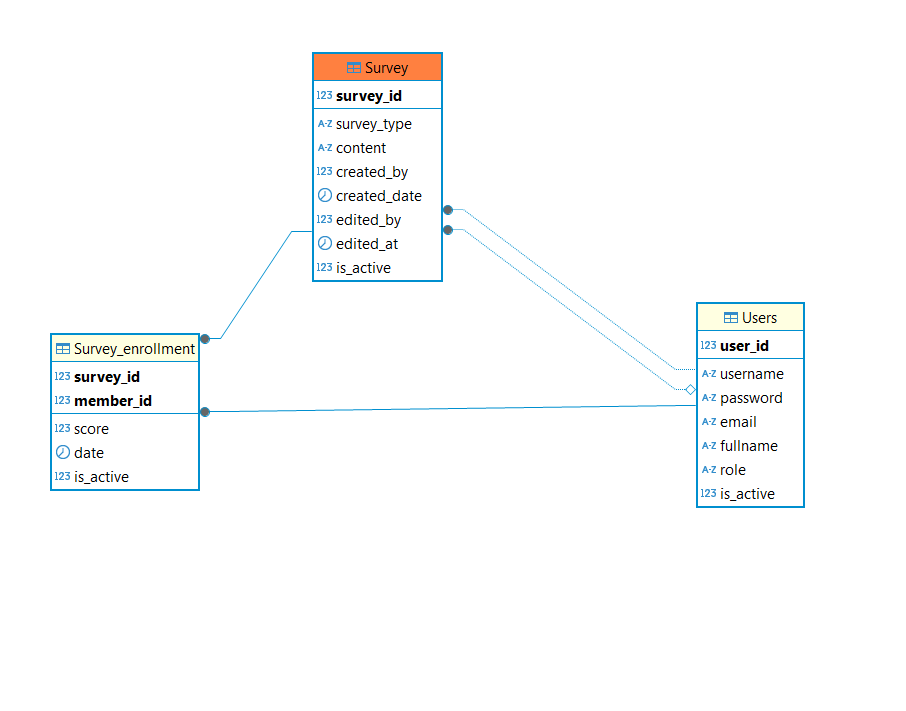 Survey
123 survey_id
A-Z survey_type
A-Z content
123 created_by
created_date
123 edited_by
edited_at
123 is_active
Survey_enrollment
123 survey_id
123 member_id
123 score
date
123 is_active
Users
123 user_id
A-Z username
A-Z password
A-Z email
A-Z fullname
A-Z role
123 is_active